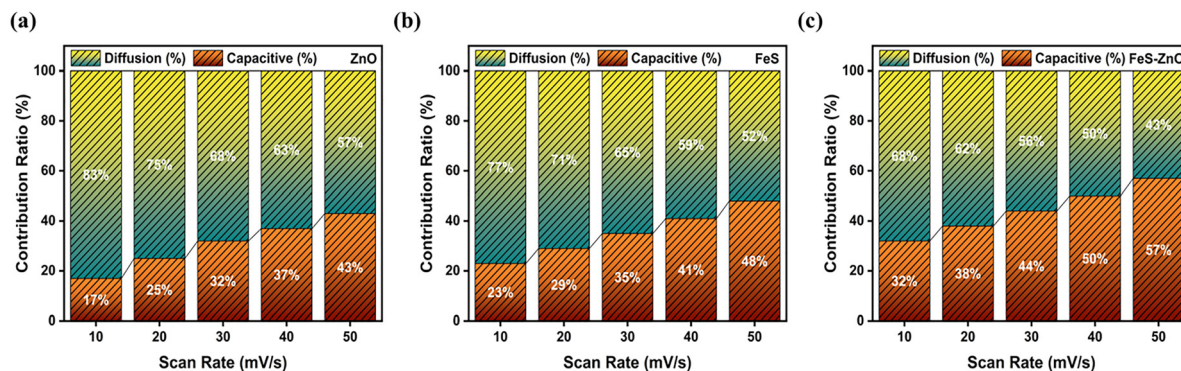 (a)
Diffusion (%) Capacitive (%) ZnO
Contribution Ratio (%)
100
80
60
40
20
0
83% 75% 68% 63% 57%
17% 25% 32% 37% 43%
10 20 30 40 50
Scan Rate (mV/s)
(b)
Diffusion (%) Capacitive (%) FeS
Contribution Ratio (%)
100
80
60
40
20
0
77% 71% 65% 59% 52%
23% 29% 35% 41% 48%
10 20 30 40 50
Scan Rate (mV/s)
(c)
Diffusion (%) Capacitive (%) FeS-ZnO
Contribution Ratio (%)
100
80
60
40
20
0
68% 62% 56% 50% 43%
32% 38% 44% 50% 57%
10 20 30 40 50
Scan Rate (mV/s)